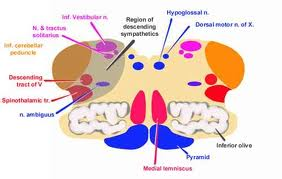 Inf. Vestibular n.
N. & tractus
solitarius
Inf. cerebellar
peduncle
Descending
tract of V
Spinothalamic tr.
n. ambiguus
Region of
descending
sympathetics
Hypoglossal n.
Dorsal motor n. of X.
Inferior olive
Pyramid
Medial lemniscus